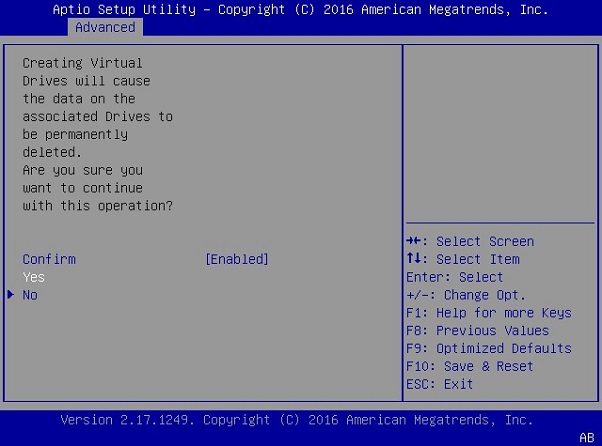 Aptio Setup Utility – Copyright (C) 2016 American Megatrends, Inc.
Advanced
Creating Virtual
Drives will cause
the data on the
associated Drives to
be permanently
deleted.
Are you sure you
want to continue
with this operation?
Confirm [Enabled]
Yes
No
→←: Select Screen
↑↓: Select Item
Enter: Select
+/-: Change Opt.
F1: Help for more Keys
F8: Previous Values
F9: Optimized Defaults
F10: Save & Reset
ESC: Exit
Version 2.17.1249. Copyright (C) 2016 American Megatrends, Inc.
AB